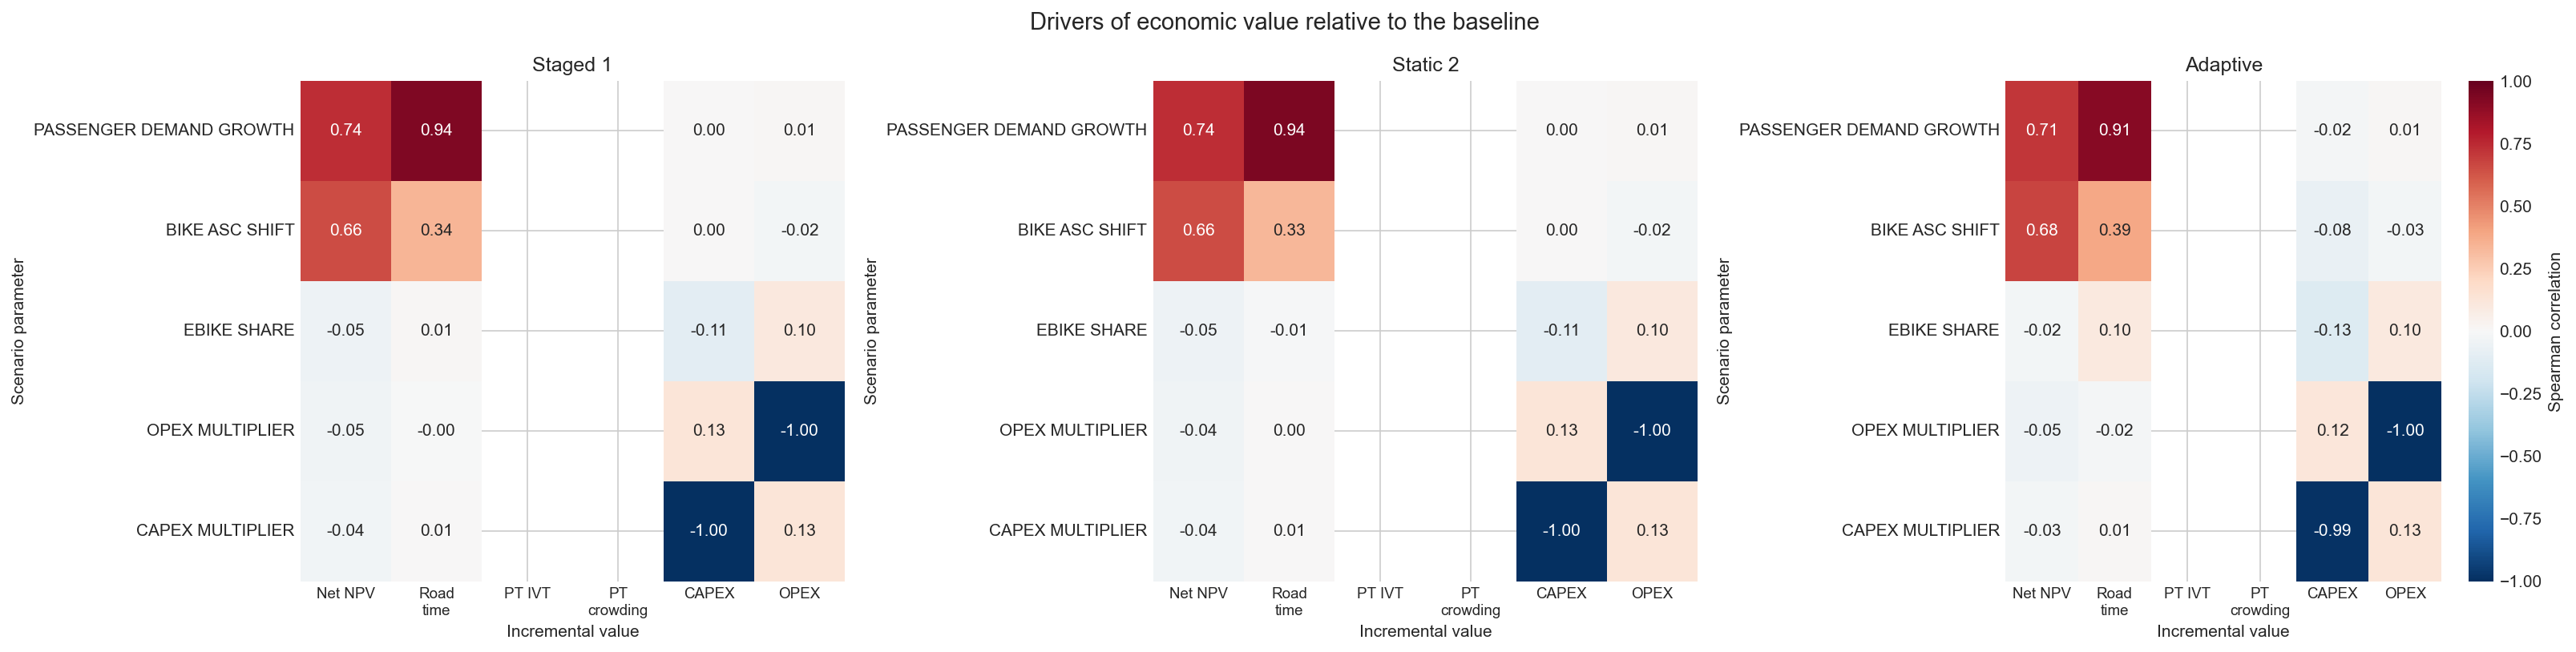 Drivers of economic value relative to the baseline
Staged 1
Scenario parameter
PASSENGER DEMAND GROWTH 0.74 0.94 0.00 0.01
BIKE ASC SHIFT 0.66 0.34 0.00 -0.02
EBIKE SHARE -0.05 0.01 -0.11 0.10
OPEX MULTIPLIER -0.05 -0.00 0.13 -1.00
CAPEX MULTIPLIER -0.04 0.01 -1.00 0.13
Net NPV Road PT IVT PT CAPEX OPEX
time crowding
Incremental value
Static 2
Scenario parameter
PASSENGER DEMAND GROWTH 0.74 0.94 0.00 0.01
BIKE ASC SHIFT 0.66 0.33 0.00 -0.02
EBIKE SHARE -0.05 -0.01 -0.11 0.10
OPEX MULTIPLIER -0.04 0.00 0.13 -1.00
CAPEX MULTIPLIER -0.04 0.01 -1.00 0.13
Net NPV Road PT IVT PT CAPEX OPEX
time crowding
Incremental value
Adaptive
Scenario parameter
PASSENGER DEMAND GROWTH 0.71 0.91 -0.02 0.01
BIKE ASC SHIFT 0.68 0.39 -0.08 -0.03
EBIKE SHARE -0.02 0.10 -0.13 0.10
OPEX MULTIPLIER -0.05 -0.02 0.12 -1.00
CAPEX MULTIPLIER -0.03 0.01 -0.99 0.13
Net NPV Road PT IVT PT CAPEX OPEX
time crowding
Incremental value
1.00
0.75
0.50
0.25
0.00
−0.25
−0.50
−0.75
−1.00
Spearman correlation